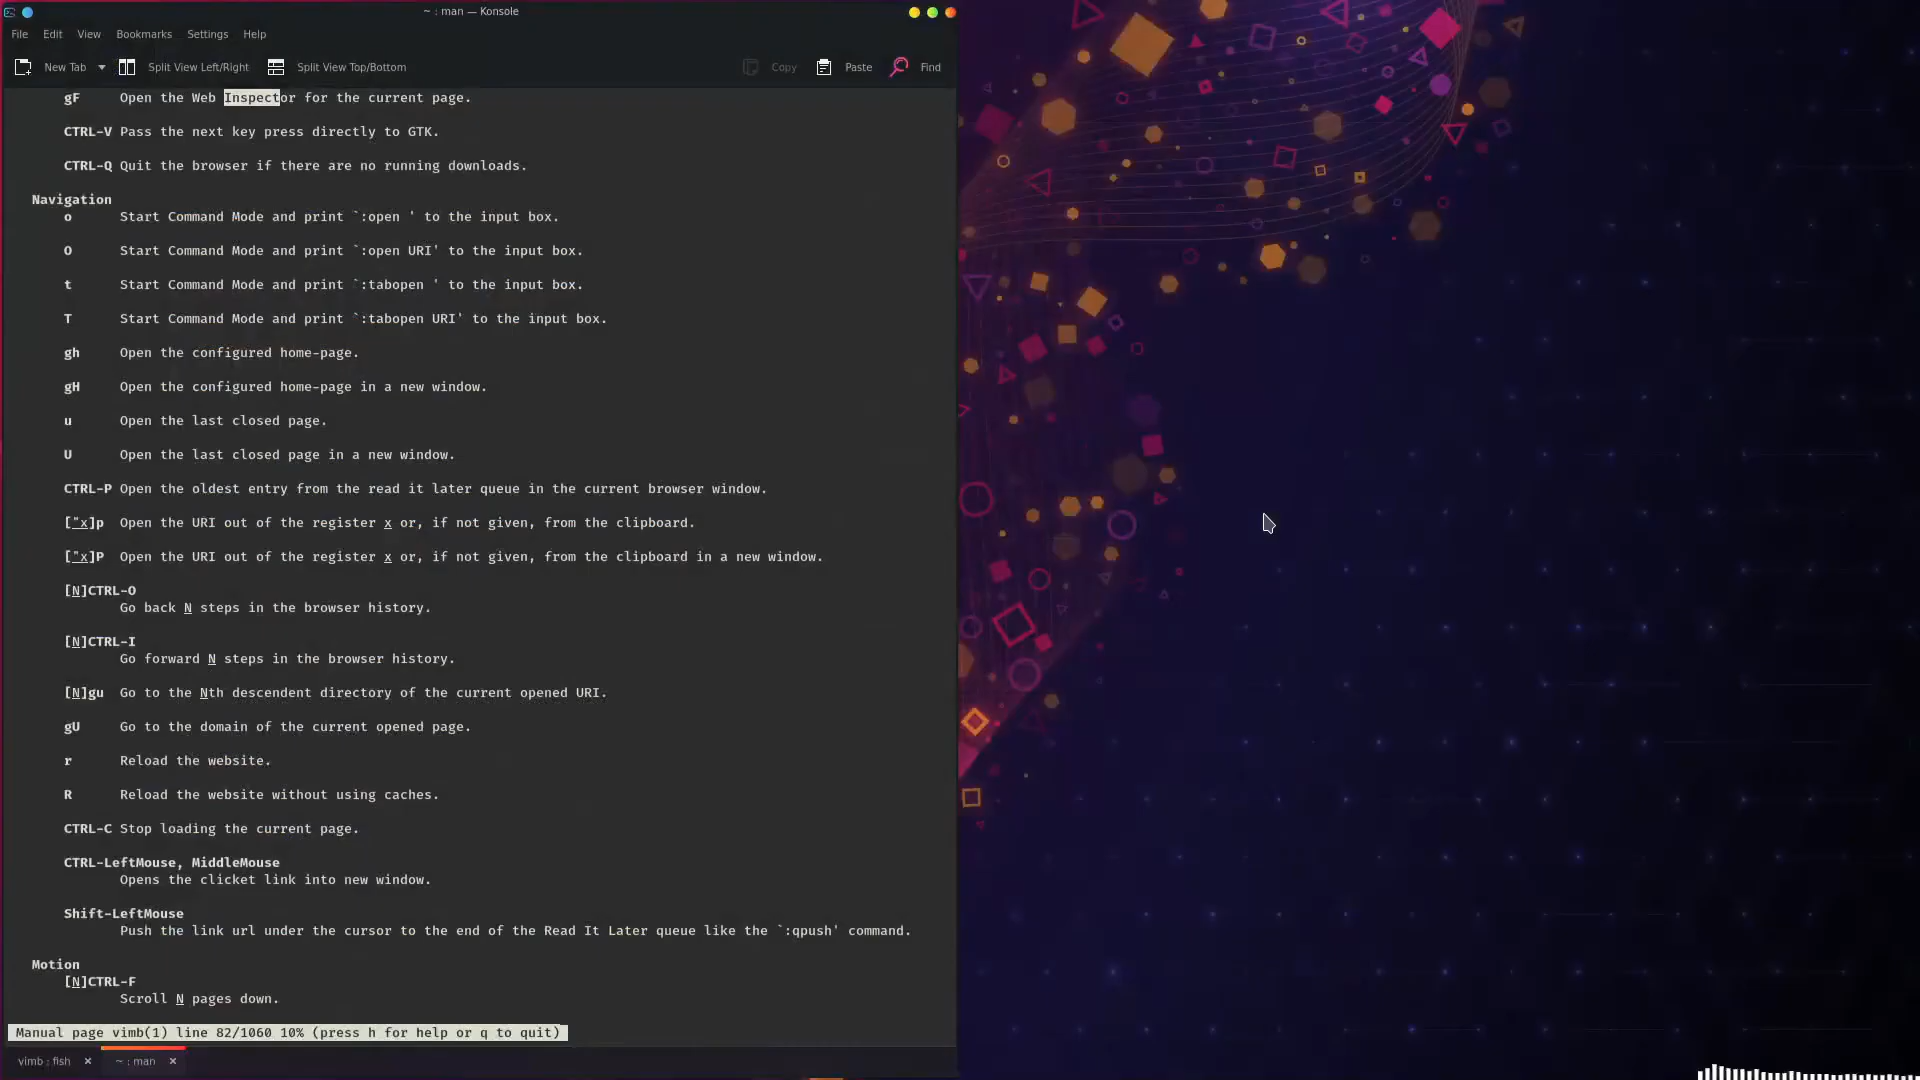 ~ : man — Konsole
File Edit View Bookmarks Settings Help
New Tab Split View Left/Right Split View Top/Bottom Copy Paste Find
gF Open the Web Inspector for the current page.
CTRL-V Pass the next key press directly to GTK.
CTRL-Q Quit the browser if there are no running downloads.
Navigation
o Start Command Mode and print `:open ' to the input box.
O Start Command Mode and print `:open URI' to the input box.
t Start Command Mode and print `:tabopen ' to the input box.
T Start Command Mode and print `:tabopen URI' to the input box.
gh Open the configured home-page.
gH Open the configured home-page in a new window.
u Open the last closed page.
U Open the last closed page in a new window.
CTRL-P Open the oldest entry from the read it later queue in the current browser window.
["x]p Open the URI out of the register x or, if not given, from the clipboard.
["x]P Open the URI out of the register x or, if not given, from the clipboard in a new window.
[N]CTRL-O
Go back N steps in the browser history.
[N]CTRL-I
Go forward N steps in the browser history.
[N]gu Go to the Nth descendent directory of the current opened URI.
gU Go to the domain of the current opened page.
r Reload the website.
R Reload the website without using caches.
CTRL-C Stop loading the current page.
CTRL-LeftMouse, MiddleMouse
Opens the clicket link into new window.
Shift-LeftMouse
Push the link url under the cursor to the end of the Read It Later queue like the `:qpush' command.
Motion
[N]CTRL-F
Scroll N pages down.
Manual page vimb(1) line 82/1060 10% (press h for help or q to quit)
vimb : fish ~ : man